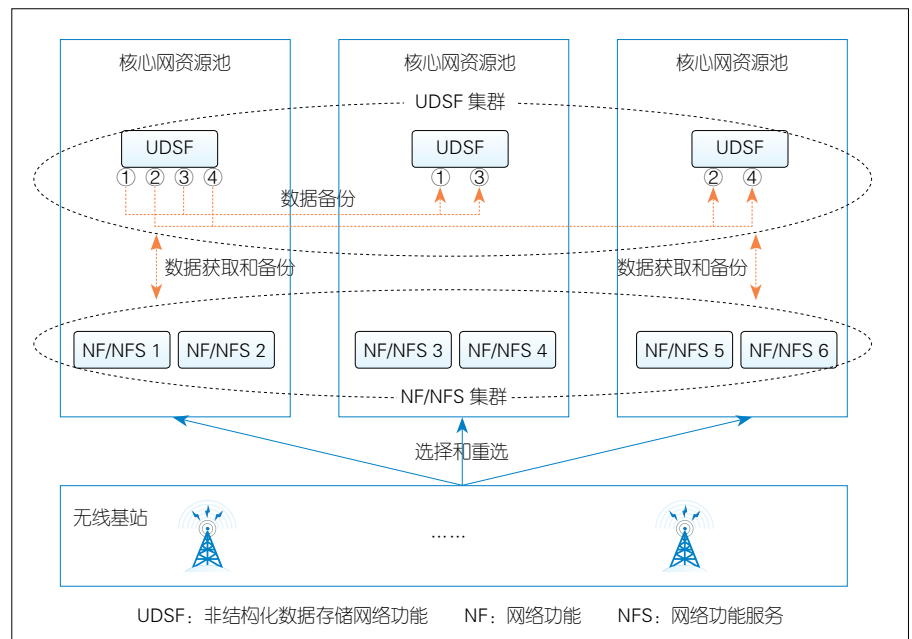 核心网资源池 核心网资源池 核心网资源池
UDSF 集群
UDSF UDSF UDSF
① ② ③ ④ ① ③ ② ④
数据备份
数据获取和备份 数据获取和备份
NF/NFS 1 NF/NFS 2 NF/NFS 3 NF/NFS 4 NF/NFS 5 NF/NFS 6
NF/NFS 集群
选择和重选
无线基站
……
UDSF：非结构化数据存储网络功能 NF：网络功能 NFS：网络功能服务